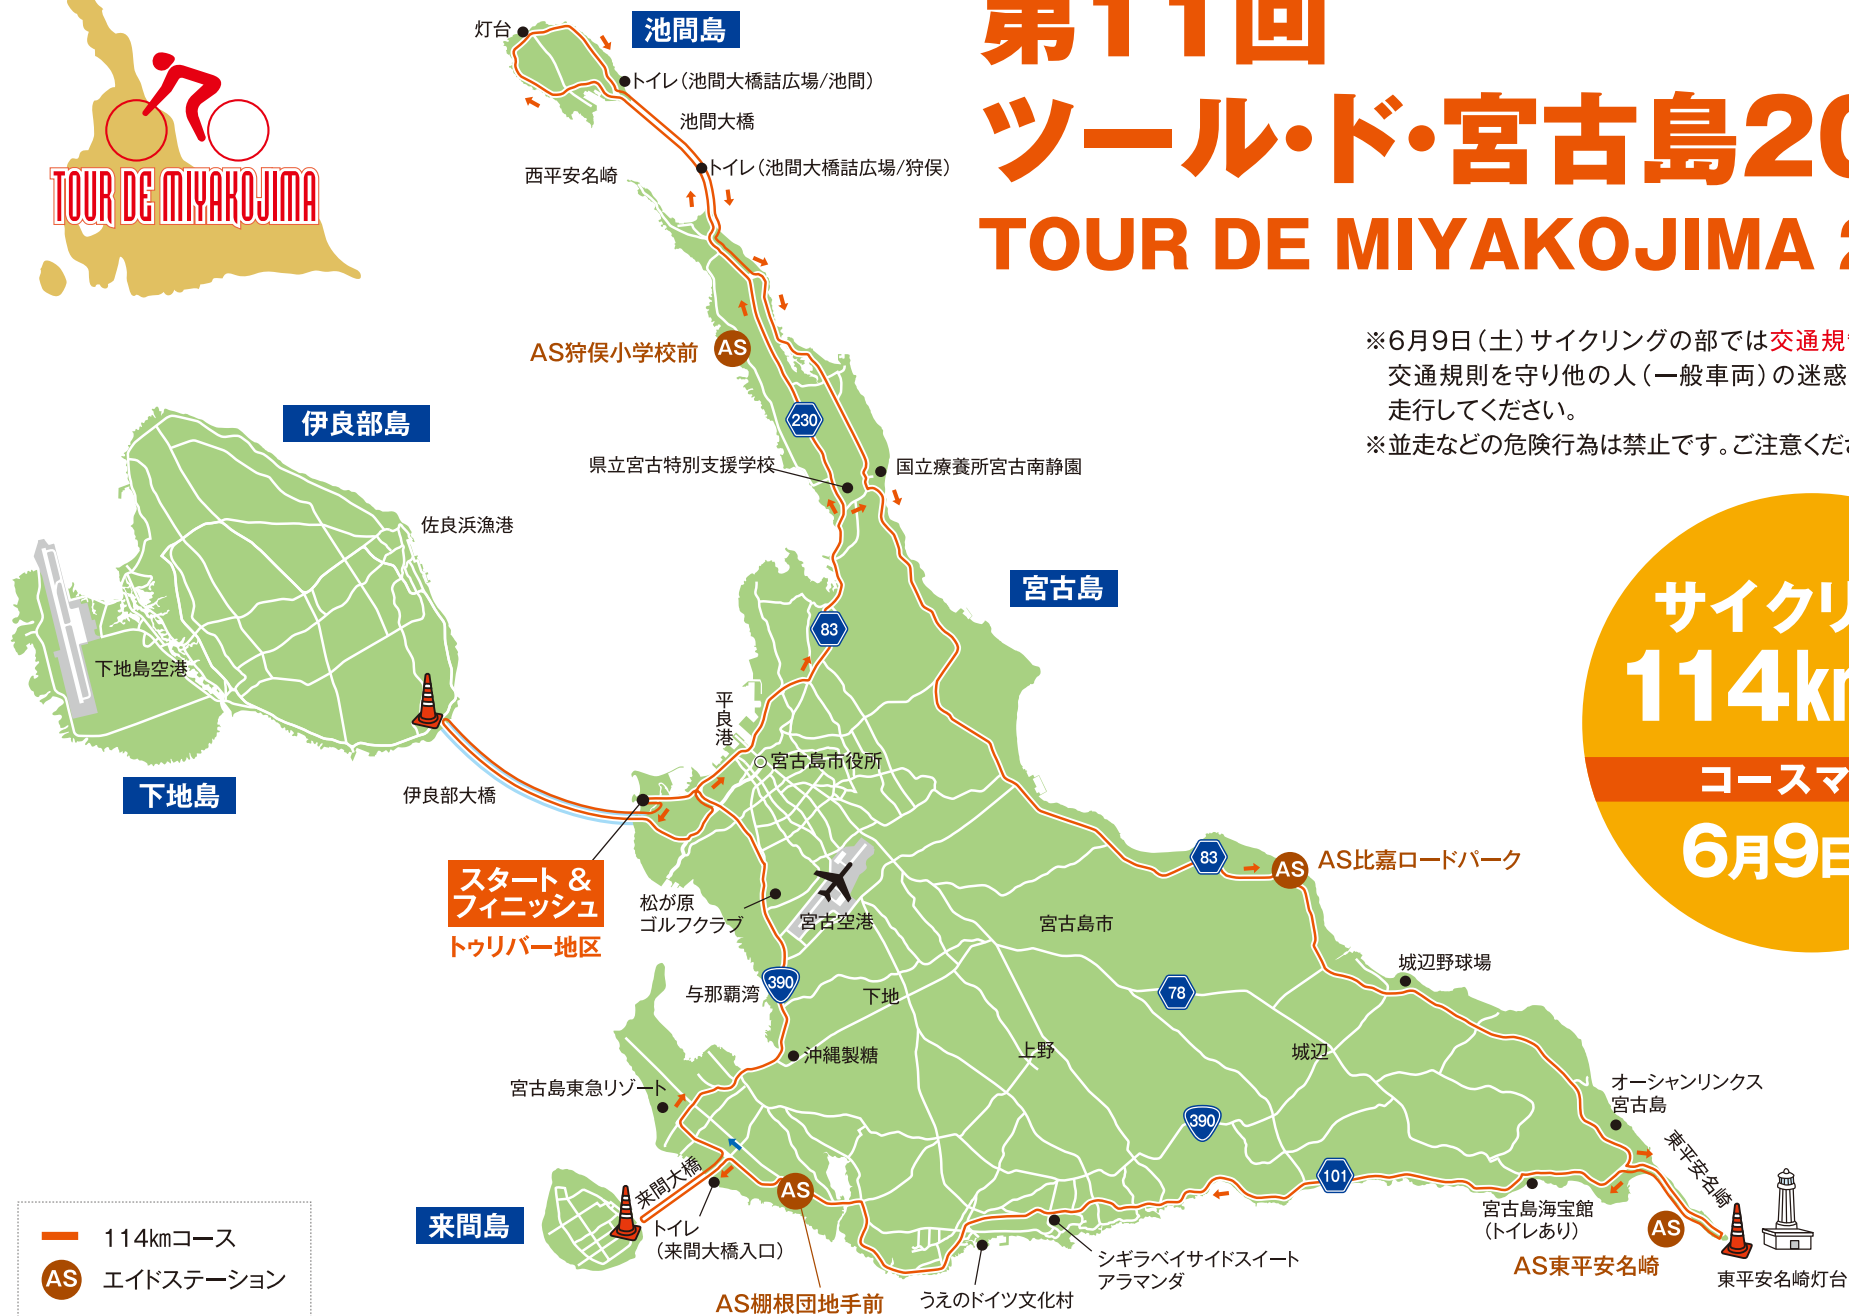 第11回
ツール・ド・宮古島20
TOUR DE MIYAKOJIMA 2
TOUR DE MIYAKOJIMA
※6月9日(土)サイクリングの部では交通規
交通規則を守り他の人(一般車両)の迷惑
走行してください。
※並走などの危険行為は禁止です。ご注意くだ
サイクリ
114km
コースマ
6月9日
灯台
池間島
トイレ(池間大橋詰広場/池間)
池間大橋
トイレ(池間大橋詰広場/狩俣)
西平安名崎
AS狩俣小学校前
AS
230
県立宮古特別支援学校
国立療養所宮古南静園
伊良部島
佐良浜漁港
下地島空港
下地島
伊良部大橋
宮古島
83
平良港
宮古島市役所
スタート &
フィニッシュ
トゥリバー地区
松が原
ゴルフクラブ
宮古空港
宮古島市
83
AS
AS比嘉ロードパーク
与那覇湾
390
下地
78
城辺野球場
沖縄製糖
上野
城辺
宮古島東急リゾート
390
オーシャンリンクス
宮古島
東平安名崎
101
来間大橋
AS
来間島
トイレ
(来間大橋入口)
AS棚根団地手前
うえのドイツ文化村
シギラベイサイドスイート
アラマンダ
宮古島海宝館
(トイレあり)
AS
AS東平安名崎
東平安名崎灯台
114kmコース
AS
エイドステーション